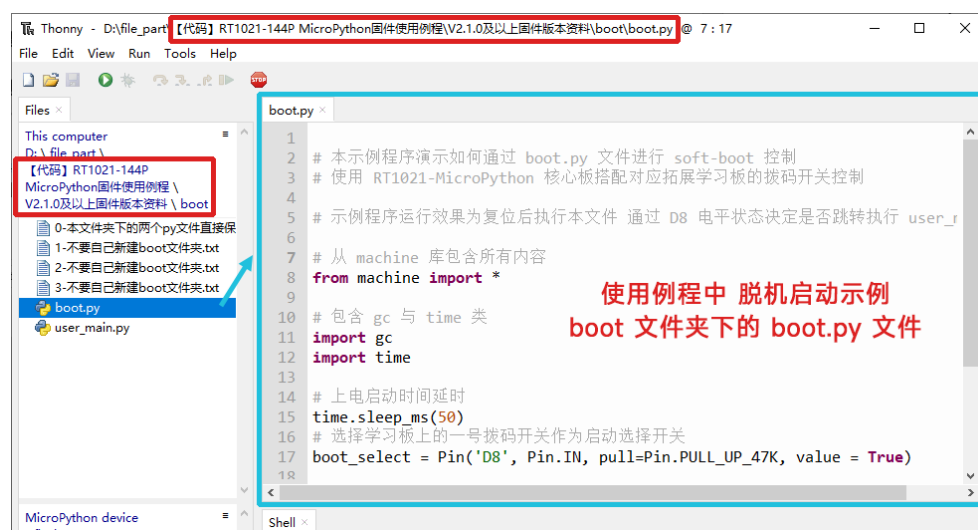 Thonny - D:\file_part\【代码】RT1021-144P MicroPython固件使用例程\V2.1.0及以上固件版本资料\boot\boot.py @ 7 : 17
File Edit View Run Tools Help
STOP
Files ×
boot.py ×
This computer
D: \ file_part \
【代码】RT1021-144P
MicroPython固件使用例程 \
V2.1.0及以上固件版本资料 \ boot
0-本文件夹下的两个py文件直接保
1-不要自己新建boot文件夹.txt
2-不要自己新建boot文件夹.txt
3-不要自己新建boot文件夹.txt
boot.py
user_main.py
1
2 # 本示例程序演示如何通过 boot.py 文件进行 soft-boot 控制
3 # 使用 RT1021-MicroPython 核心板搭配对应拓展学习板的拨码开关控制
4
5 # 示例程序运行效果为复位后执行本文件 通过 D8 电平状态决定是否跳转执行
6
7 # 从 machine 库包含所有内容
8 from machine import *
9
10 # 包含 gc 与 time 类
11 import gc
12 import time
13
14 # 上电启动时间延时
15 time.sleep_ms(50)
16 # 选择学习板上的一号拨码开关作为启动选择开关
17 boot_select = Pin('D8', Pin.IN, pull=Pin.PULL_UP_47K, value = True)
18
使用例程中 脱机启动示例
boot 文件夹下的 boot.py 文件
MicroPython device
Shell ×